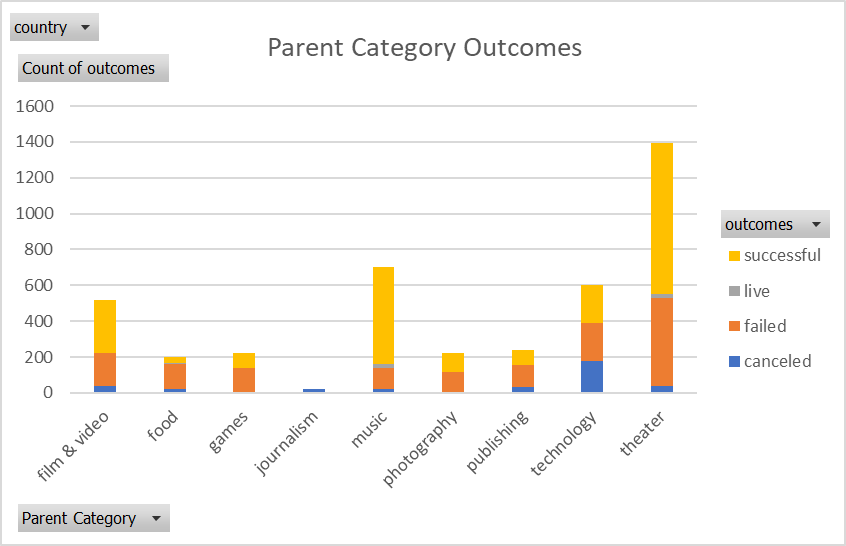 country
Parent Category Outcomes
Count of outcomes
1600
1400
1200
1000
800
600
400
200
0
film & video
food
games
journalism
music
photography
publishing
technology
theater
outcomes
successful
live
failed
canceled
Parent Category